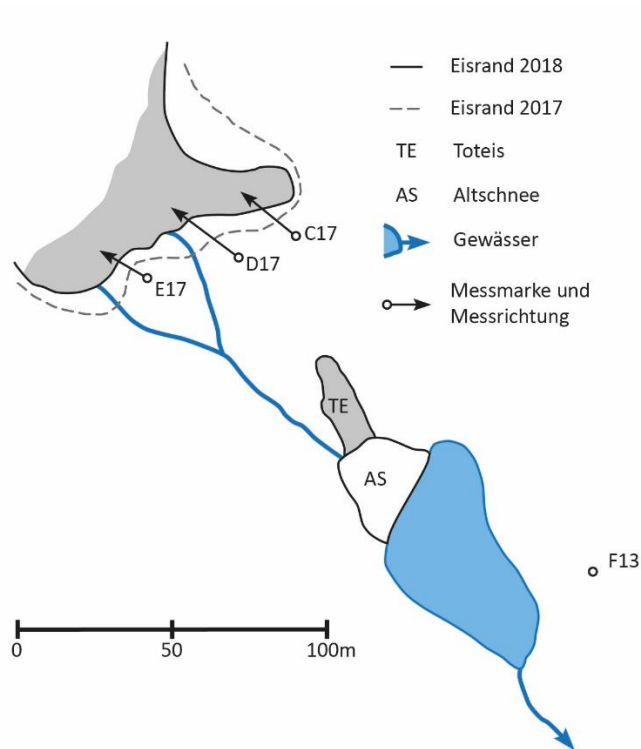 Eisrand 2018
Eisrand 2017
TE Toteis
AS Altschnee
Gewässer
Messmarke und
Messrichtung
C17
D17
E17
TE
AS
F13
0 50 100m